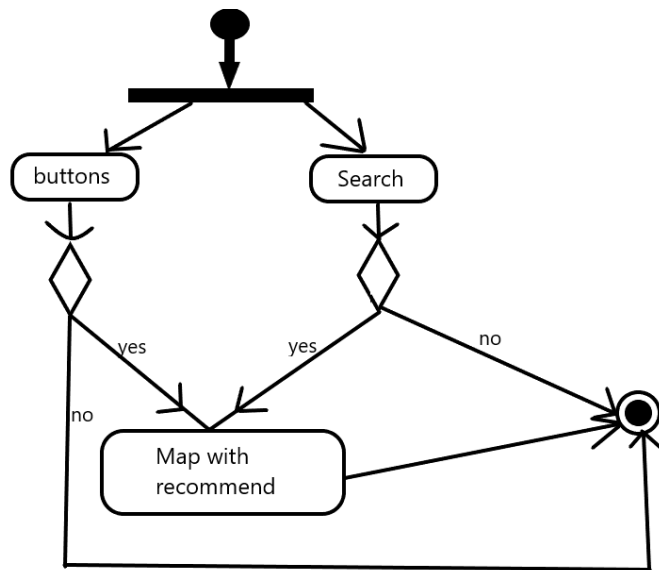 buttons
Search
yes
yes
no
no
Map with
recommend